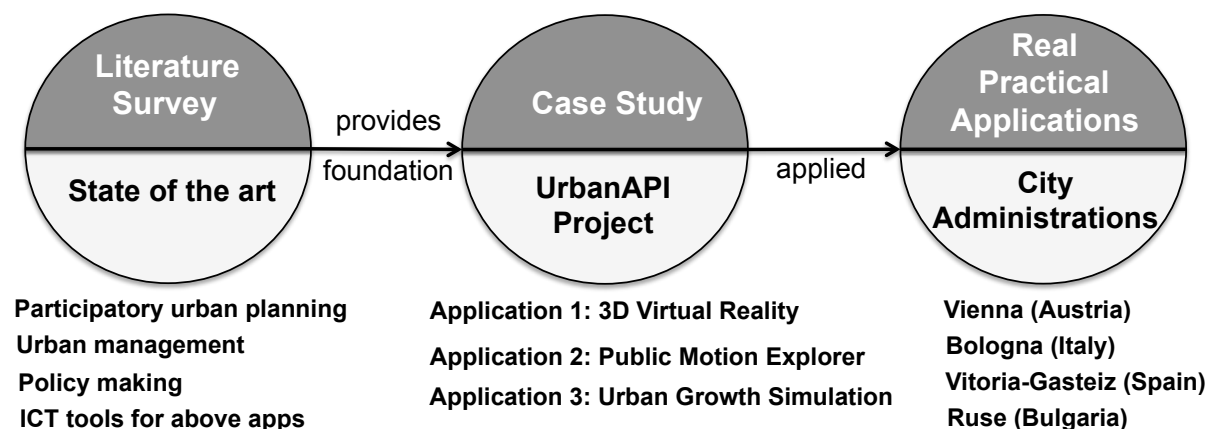 Literature
Survey
State of the art
provides
foundation
Case Study
UrbanAPI
Project
applied
Real
Practical
Applications
City
Administrations
Participatory urban planning
Urban management
Policy making
ICT tools for above apps
Application 1: 3D Virtual Reality
Application 2: Public Motion Explorer
Application 3: Urban Growth Simulation
Vienna (Austria)
Bologna (Italy)
Vitoria-Gasteiz (Spain)
Ruse (Bulgaria)